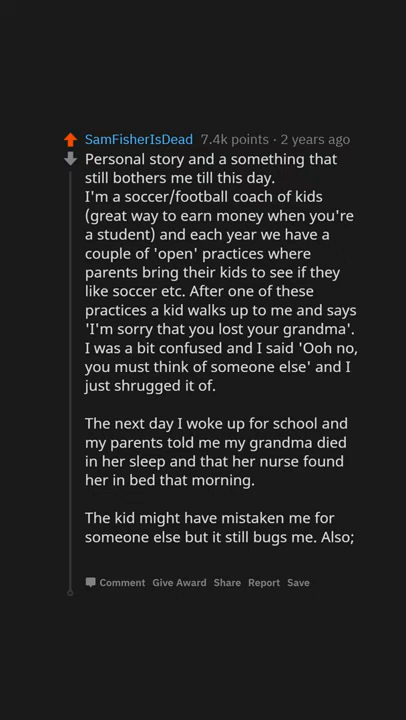 SamFisherIsDead 7.4k points · 2 years ago
Personal story and a something that
still bothers me till this day.
I'm a soccer/football coach of kids
(great way to earn money when you're
a student) and each year we have a
couple of 'open' practices where
parents bring their kids to see if they
like soccer etc. After one of these
practices a kid walks up to me and says
'I'm sorry that you lost your grandma'.
I was a bit confused and I said 'Ooh no,
you must think of someone else' and I
just shrugged it of.
The next day I woke up for school and
my parents told me my grandma died
in her sleep and that her nurse found
her in bed that morning.
The kid might have mistaken me for
someone else but it still bugs me. Also;
Comment Give Award Share Report Save